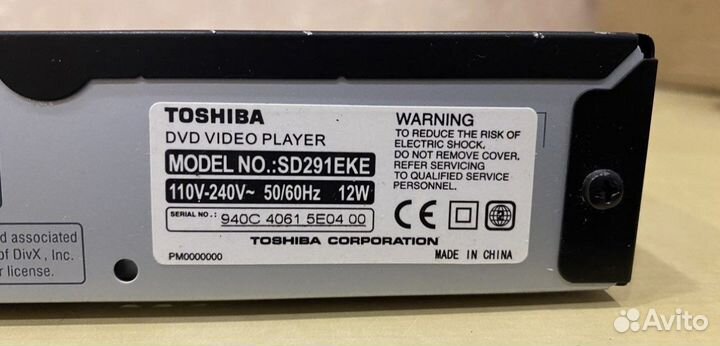 TOSHIBA
DVD VIDEO PLAYER
MODEL NO.:SD291EKE
110V-240V~ 50/60Hz 12W
SERIAL NO.: 940C 4061 5E04 00
TOSHIBA CORPORATION
PM0000000
WARNING
TO REDUCE THE RISK OF
ELECTRIC SHOCK,
DO NOT REMOVE COVER.
REFER SERVICING
TO QUALIFIED SERVICE
PERSONNEL.
CE
MADE IN CHINA
d associated
of DivX, Inc.
r license.
Avito